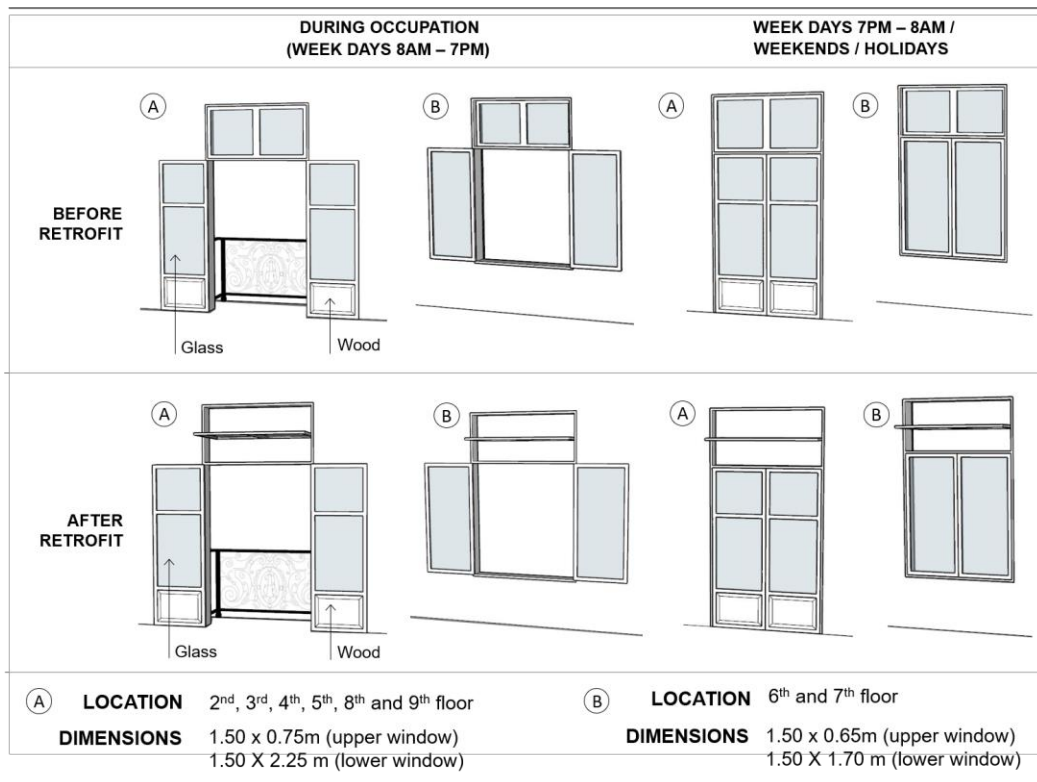 DURING OCCUPATION
(WEEK DAYS 8AM – 7PM)
WEEK DAYS 7PM – 8AM /
WEEKENDS / HOLIDAYS
BEFORE
RETROFIT
A
B
A
B
Glass
Wood
AFTER
RETROFIT
A
B
A
B
Glass
Wood
A LOCATION 2nd, 3rd, 4th, 5th, 8th and 9th floor
DIMENSIONS 1.50 x 0.75m (upper window)
1.50 X 2.25 m (lower window)
B LOCATION 6th and 7th floor
DIMENSIONS 1.50 x 0.65m (upper window)
1.50 X 1.70 m (lower window)